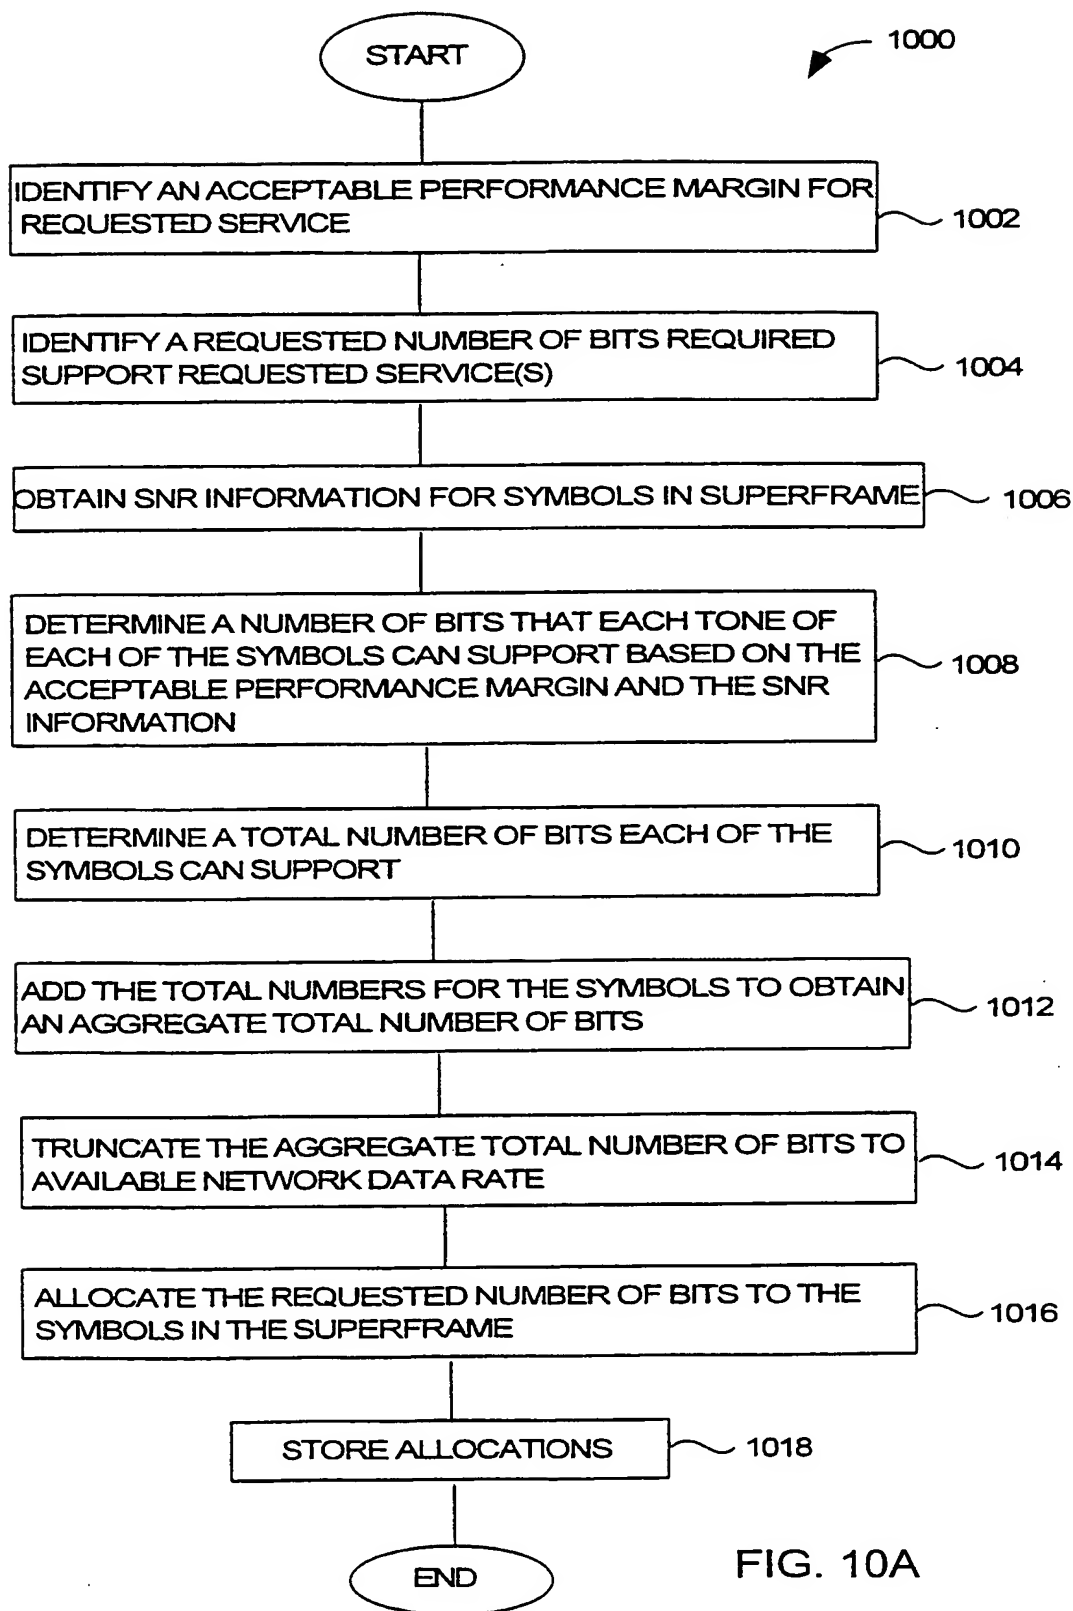 START
1000
IDENTIFY AN ACCEPTABLE PERFORMANCE MARGIN FOR
REQUESTED SERVICE
1002
IDENTIFY A REQUESTED NUMBER OF BITS REQUIRED
SUPPORT REQUESTED SERVICE(S)
1004
OBTAIN SNR INFORMATION FOR SYMBOLS IN SUPERFRAME
1006
DETERMINE A NUMBER OF BITS THAT EACH TONE OF
EACH OF THE SYMBOLS CAN SUPPORT BASED ON THE
ACCEPTABLE PERFORMANCE MARGIN AND THE SNR
INFORMATION
1008
DETERMINE A TOTAL NUMBER OF BITS EACH OF THE
SYMBOLS CAN SUPPORT
1010
ADD THE TOTAL NUMBERS FOR THE SYMBOLS TO OBTAIN
AN AGGREGATE TOTAL NUMBER OF BITS
1012
TRUNCATE THE AGGREGATE TOTAL NUMBER OF BITS TO
AVAILABLE NETWORK DATA RATE
1014
ALLOCATE THE REQUESTED NUMBER OF BITS TO THE
SYMBOLS IN THE SUPERFRAME
1016
STORE ALLOCATIONS
1018
END
FIG. 10A